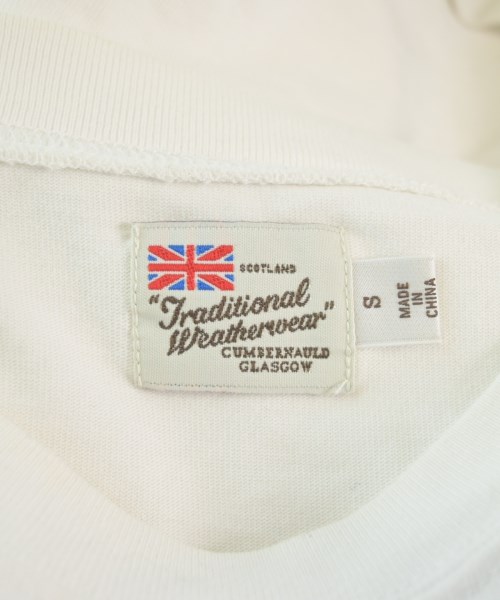 SCOTLAND
"Traditional
Weatherwear"
CUMBERNAULD
GLASGOW
S
MADE
IN
CHINA